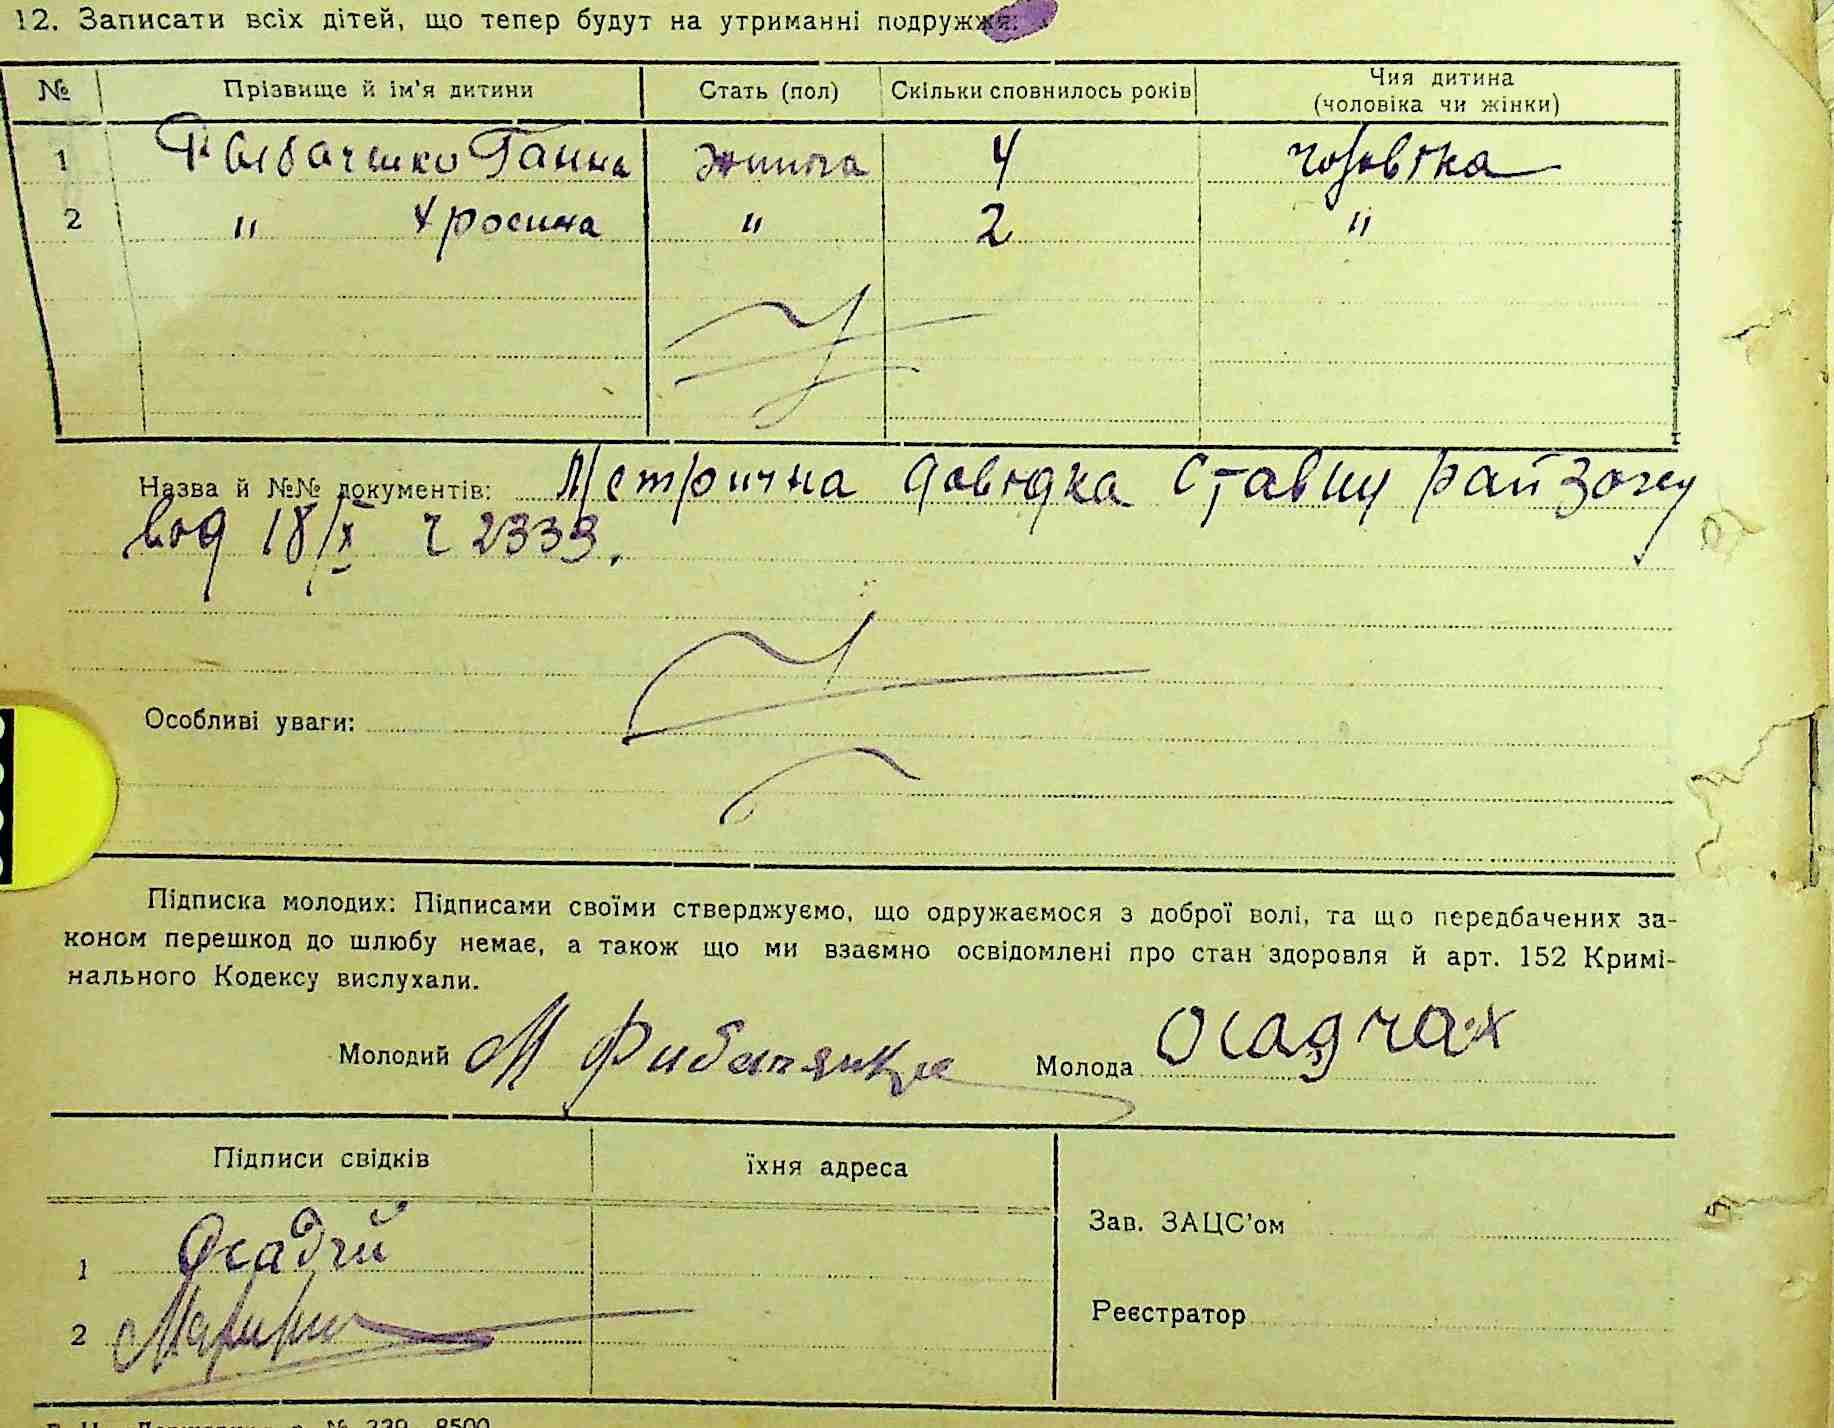 12. Записати всіх дітей, що тепер будут на утриманні подружжя:
№ Прізвище й ім'я дитини Стать (пол) Скільки сповнилось років Чия дитина (чоловіка чи жінки)
1 Ганна 4 чоловіка
2 " " 2 "
Назва й №№ документів: Метрична довідка Ставищ райзагсу
від 18/X ч 2339.
Особливі уваги:
Підписка молодих: Підписами своїми стверджуємо, що одружаємося з доброї волі, та що передбачених за-
коном перешкод до шлюбу немає, а також що ми взаємно освідомлені про стан здоровля й арт. 152 Кримі-
нального Кодексу вислухали.
Молодий М Молода Осадчая
Підписи свідків їхня адреса
Зав. ЗАЦС'ом
1 Осадчий
Реєстратор
2